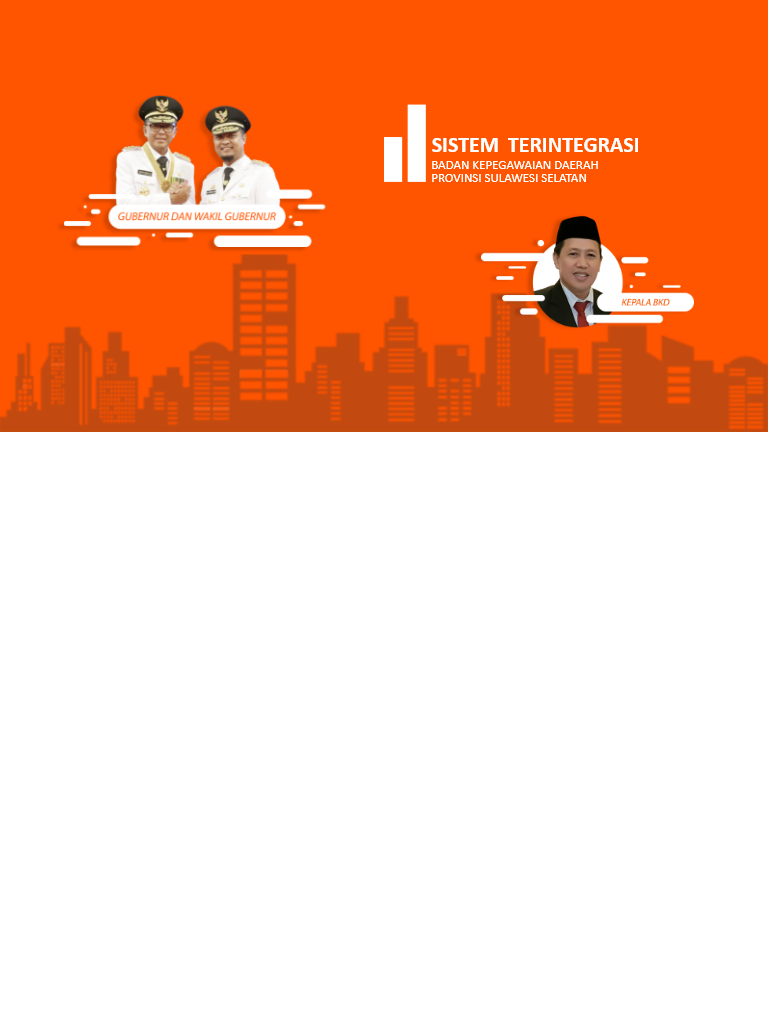 SISTEM TERINTEGRASI
BADAN KEPEGAWAIAN DAERAH
PROVINSI SULAWESI SELATAN
GUBERNUR DAN WAKIL GUBERNUR
KEPALA BKD